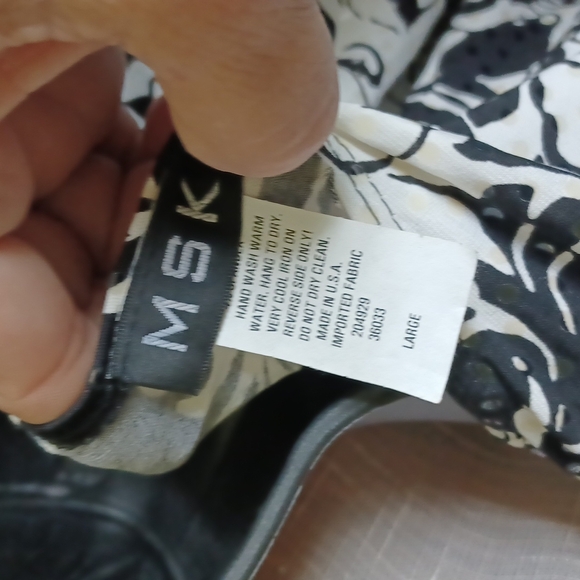 MSK
HAND WASH WARM
WATER, HANG TO DRY.
VERY COOL IRON ON
REVERSE SIDE ONLY!
DO NOT DRY CLEAN.
MADE IN U.S.A.
IMPORTED FABRIC
204929
36033
LARGE